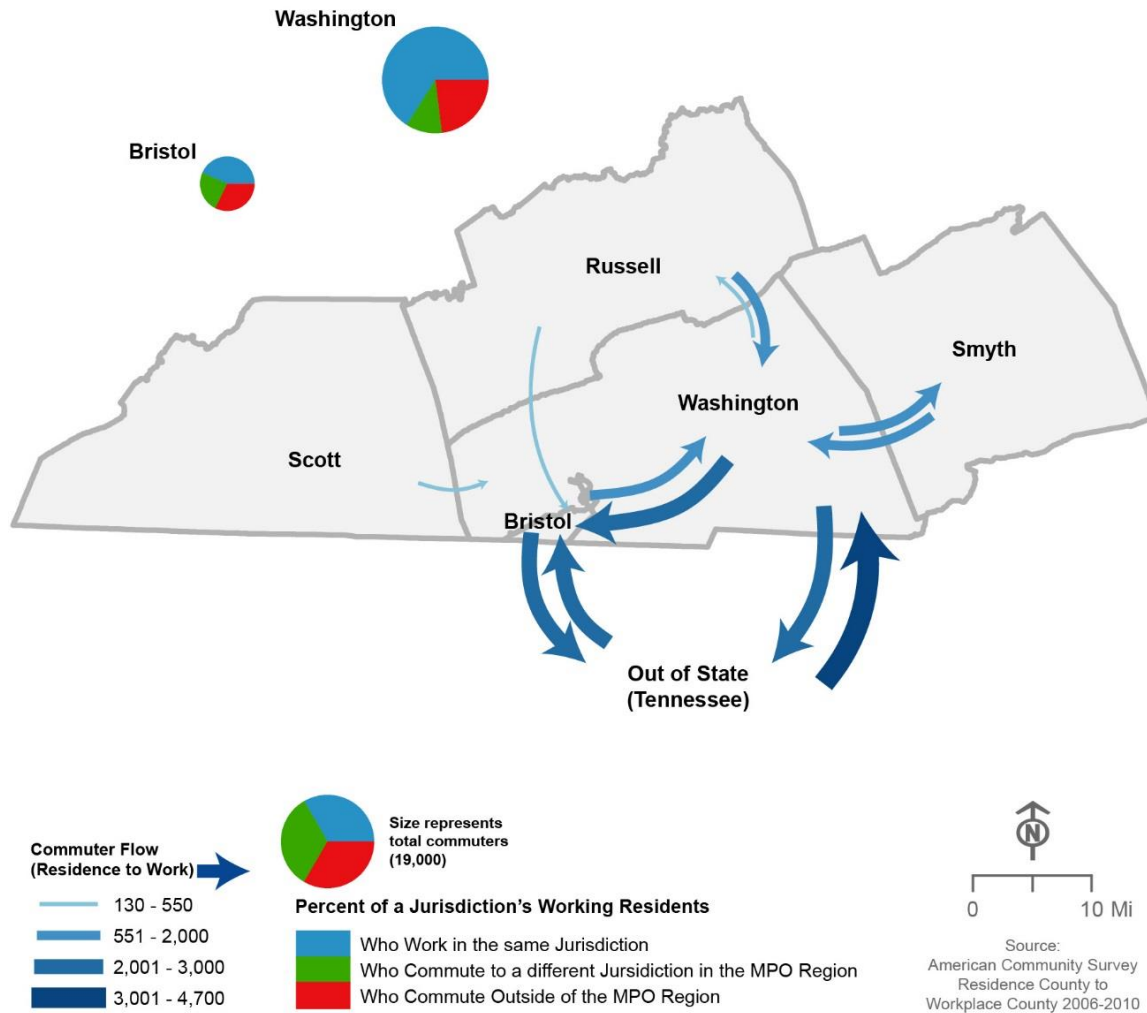 Washington
Bristol
Russell
Smyth
Washington
Scott
Bristol
Out of State
(Tennessee)
Commuter Flow
(Residence to Work)
130 - 550
551 - 2,000
2,001 - 3,000
3,001 - 4,700
Size represents
total commuters
(19,000)
Percent of a Jurisdiction's Working Residents
Who Work in the same Jurisdiction
Who Commute to a different Jursidiction in the MPO Region
Who Commute Outside of the MPO Region
N
0 10 Mi
Source:
American Community Survey
Residence County to
Workplace County 2006-2010